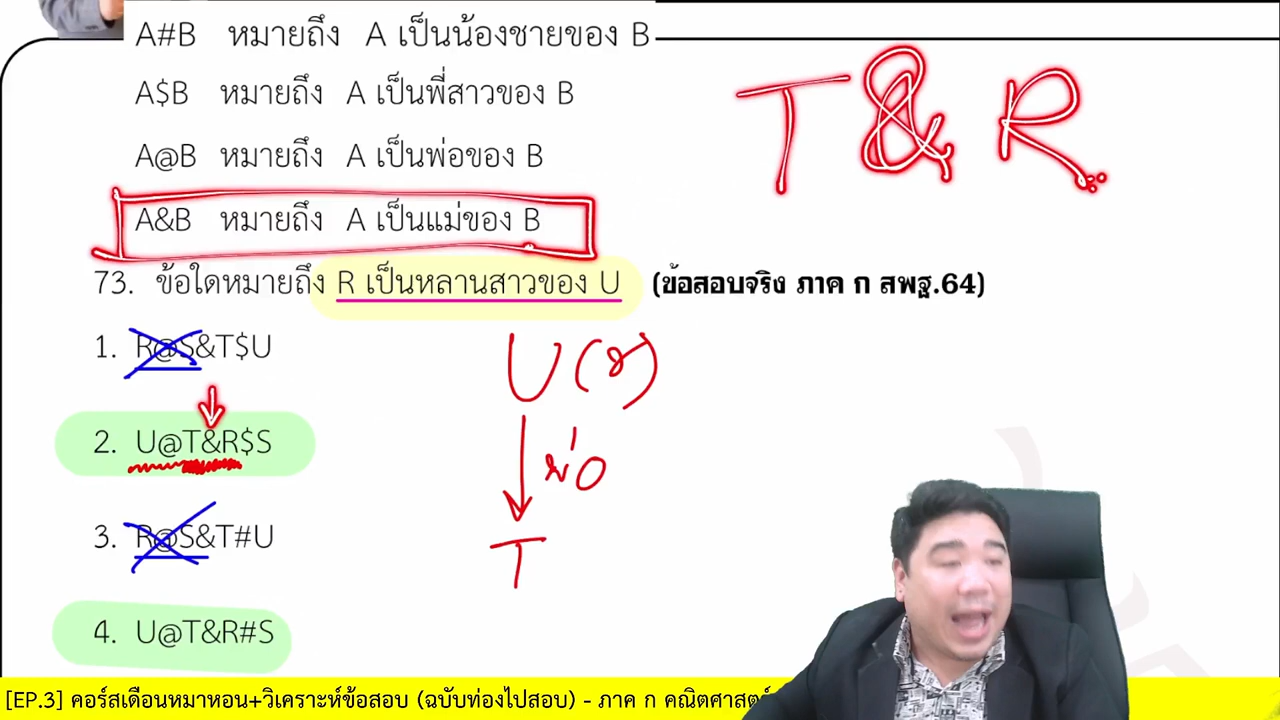 A#B หมายถึง A เป็นน้องชายของ B
A$B หมายถึง A เป็นพี่สาวของ B
A@B หมายถึง A เป็นพ่อของ B
A&B หมายถึง A เป็นแม่ของ B
T & R
73. ข้อใดหมายถึง R เป็นหลานสาวของ U (ข้อสอบจริง ภาค ก สพฐ.64)
1. R@S&T$U
2. U@T&R$S
3. R@S&T#U
4. U@T&R#S
U (ช)
พ่อ
T
[EP.3] คอร์สเดือนหมาหอน+วิเคราะห์ข้อสอบ (ฉบับท่องไปสอบ) - ภาค ก คณิตศาสตร์